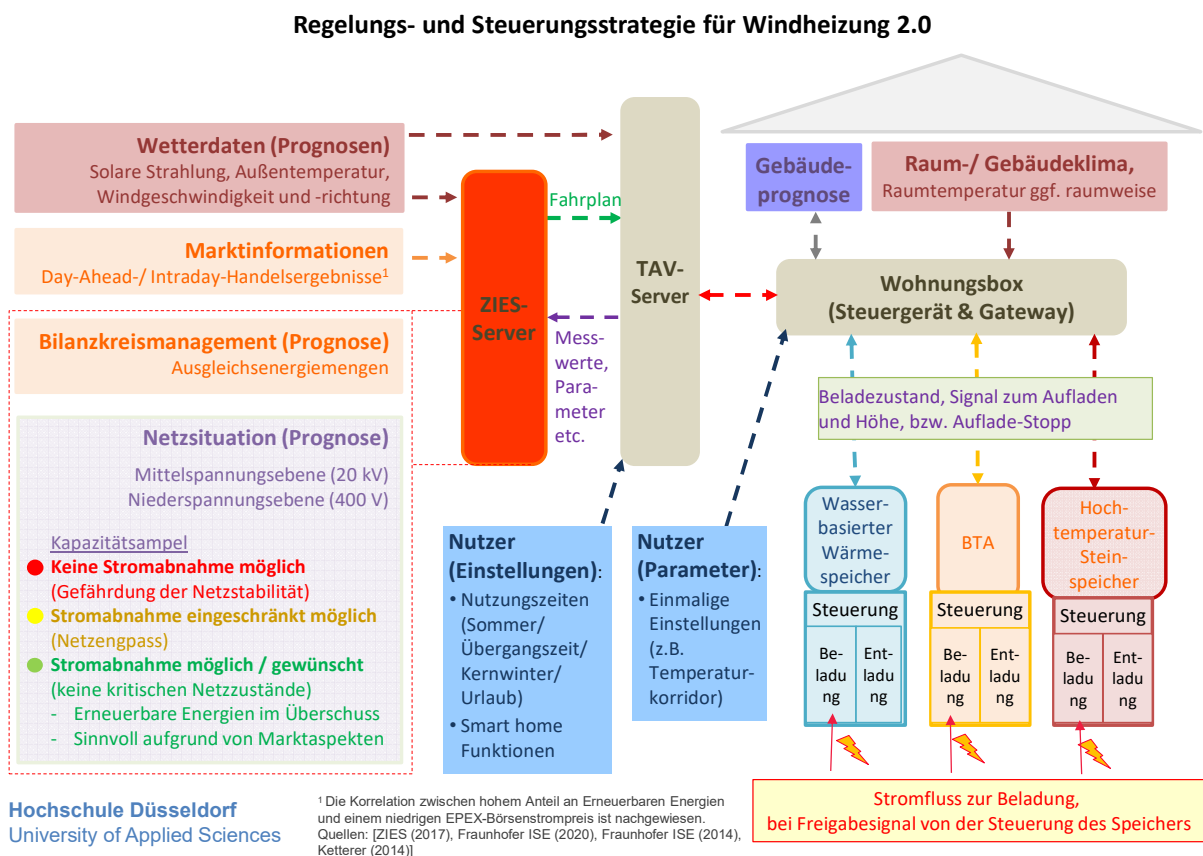 Regelungs- und Steuerungsstrategie für Windheizung 2.0
Wetterdaten (Prognosen)
Solare Strahlung, Außentemperatur,
Windgeschwindigkeit und -richtung
Marktinformationen
Day-Ahead-/ Intraday-Handelsergebnisse¹
Bilanzkreismanagement (Prognose)
Ausgleichsenergiemengen
Netzsituation (Prognose)
Mittelspannungsebene (20 kV)
Niederspannungsebene (400 V)
Kapazitätsampel
Keine Stromabnahme möglich
(Gefährdung der Netzstabilität)
Stromabnahme eingeschränkt möglich
(Netzengpass)
Stromabnahme möglich / gewünscht
(keine kritischen Netzzustände)
- Erneuerbare Energien im Überschuss
- Sinnvoll aufgrund von Marktaspekten
ZIES-
Server
Fahrplan
Mess-
werte,
Para-
meter
etc.
TAV-
Server
Gebäude-
prognose
Raum-/ Gebäudeklima,
Raumtemperatur ggf. raumweise
Wohnungsbox
(Steuergerät & Gateway)
Beladezustand, Signal zum Aufladen
und Höhe, bzw. Auflade-Stopp
Nutzer
(Einstellungen):
• Nutzungszeiten
(Sommer/
Übergangszeit/
Kernwinter/
Urlaub)
• Smart home
Funktionen
Nutzer
(Parameter):
• Einmalige
Einstellungen
(z.B.
Temperatur-
korridor)
Wasser-
basierter
Wärme-
speicher
Steuerung
Be-
ladu
ng
Ent-
ladu
ng
BTA
Steuerung
Be-
ladu
ng
Ent-
ladu
ng
Hoch-
temperatur-
Stein-
speicher
Steuerung
Be-
ladu
ng
Ent-
ladu
ng
Stromfluss zur Beladung,
bei Freigabesignal von der Steuerung des Speichers
Hochschule Düsseldorf
University of Applied Sciences
¹ Die Korrelation zwischen hohem Anteil an Erneuerbaren Energien
und einem niedrigen EPEX-Börsenstrompreis ist nachgewiesen.
Quellen: [ZIES (2017), Fraunhofer ISE (2020), Fraunhofer ISE (2014),
Ketterer (2014)]